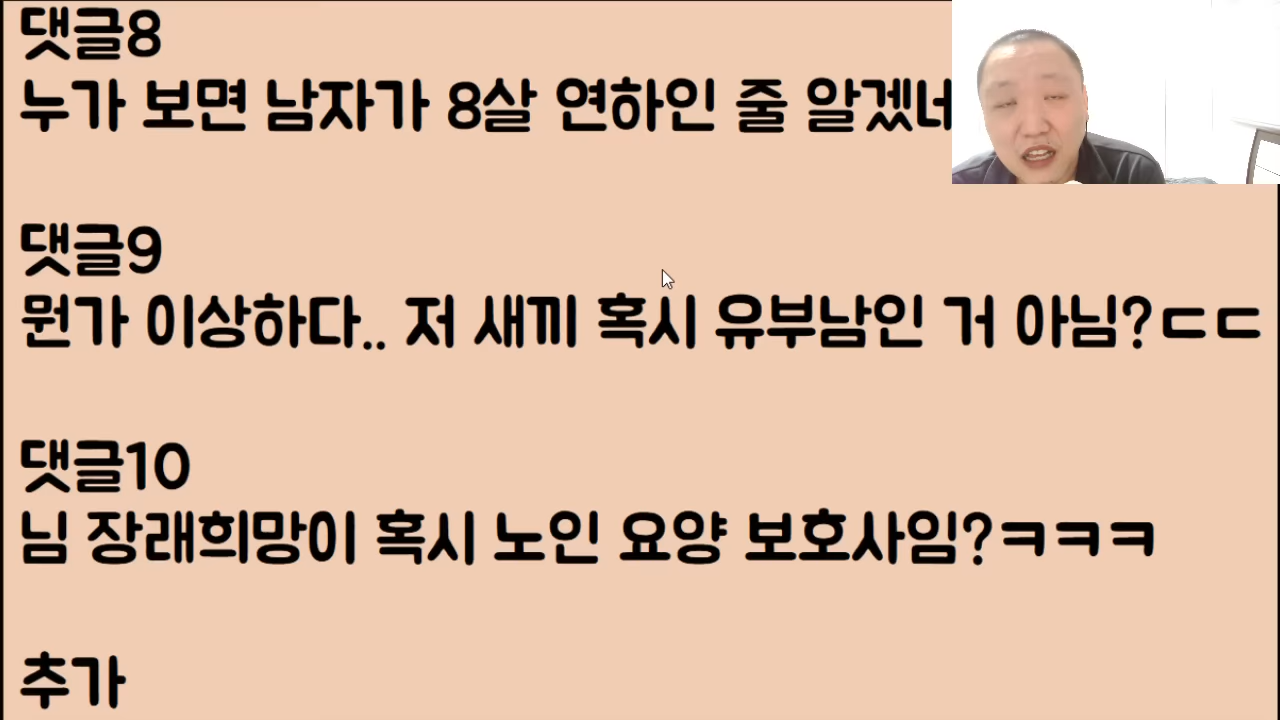 댓글8
누가 보면 남자가 8살 연하인 줄 알겠네
댓글9
뭔가 이상하다.. 저 새끼 혹시 유부남인 거 아님?ㄷㄷ
댓글10
님 장래희망이 혹시 노인 요양 보호사임?ㅋㅋㅋ
추가